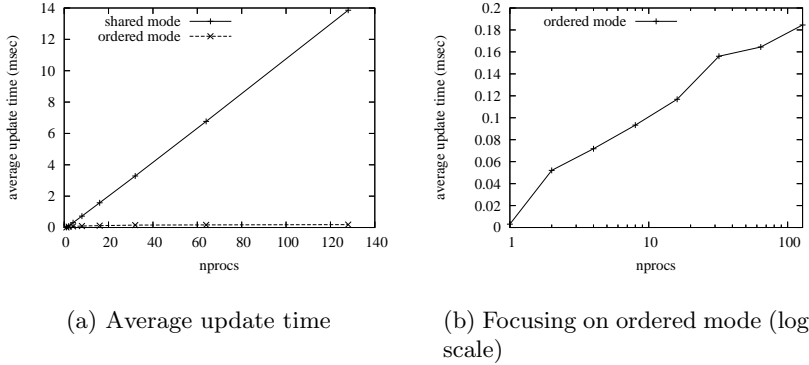 14
12
10
8
6
4
2
0
average update time (msec)
shared mode
ordered mode
0 20 40 60 80 100 120 140
nprocs
0.2
0.18
0.16
0.14
0.12
0.1
0.08
0.06
0.04
0.02
0
average update time (msec)
ordered mode
1 10 100
nprocs
(a) Average update time
(b) Focusing on ordered mode (log
scale)